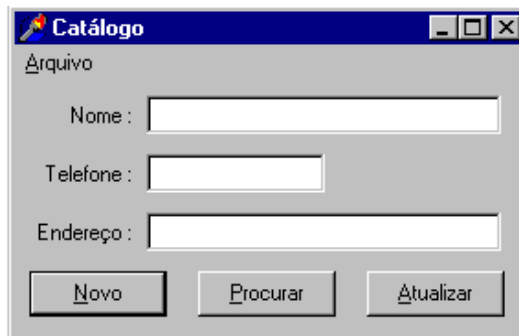 Catálogo
Arquivo
Nome :
Telefone :
Endereço :
Novo Procurar Atualizar